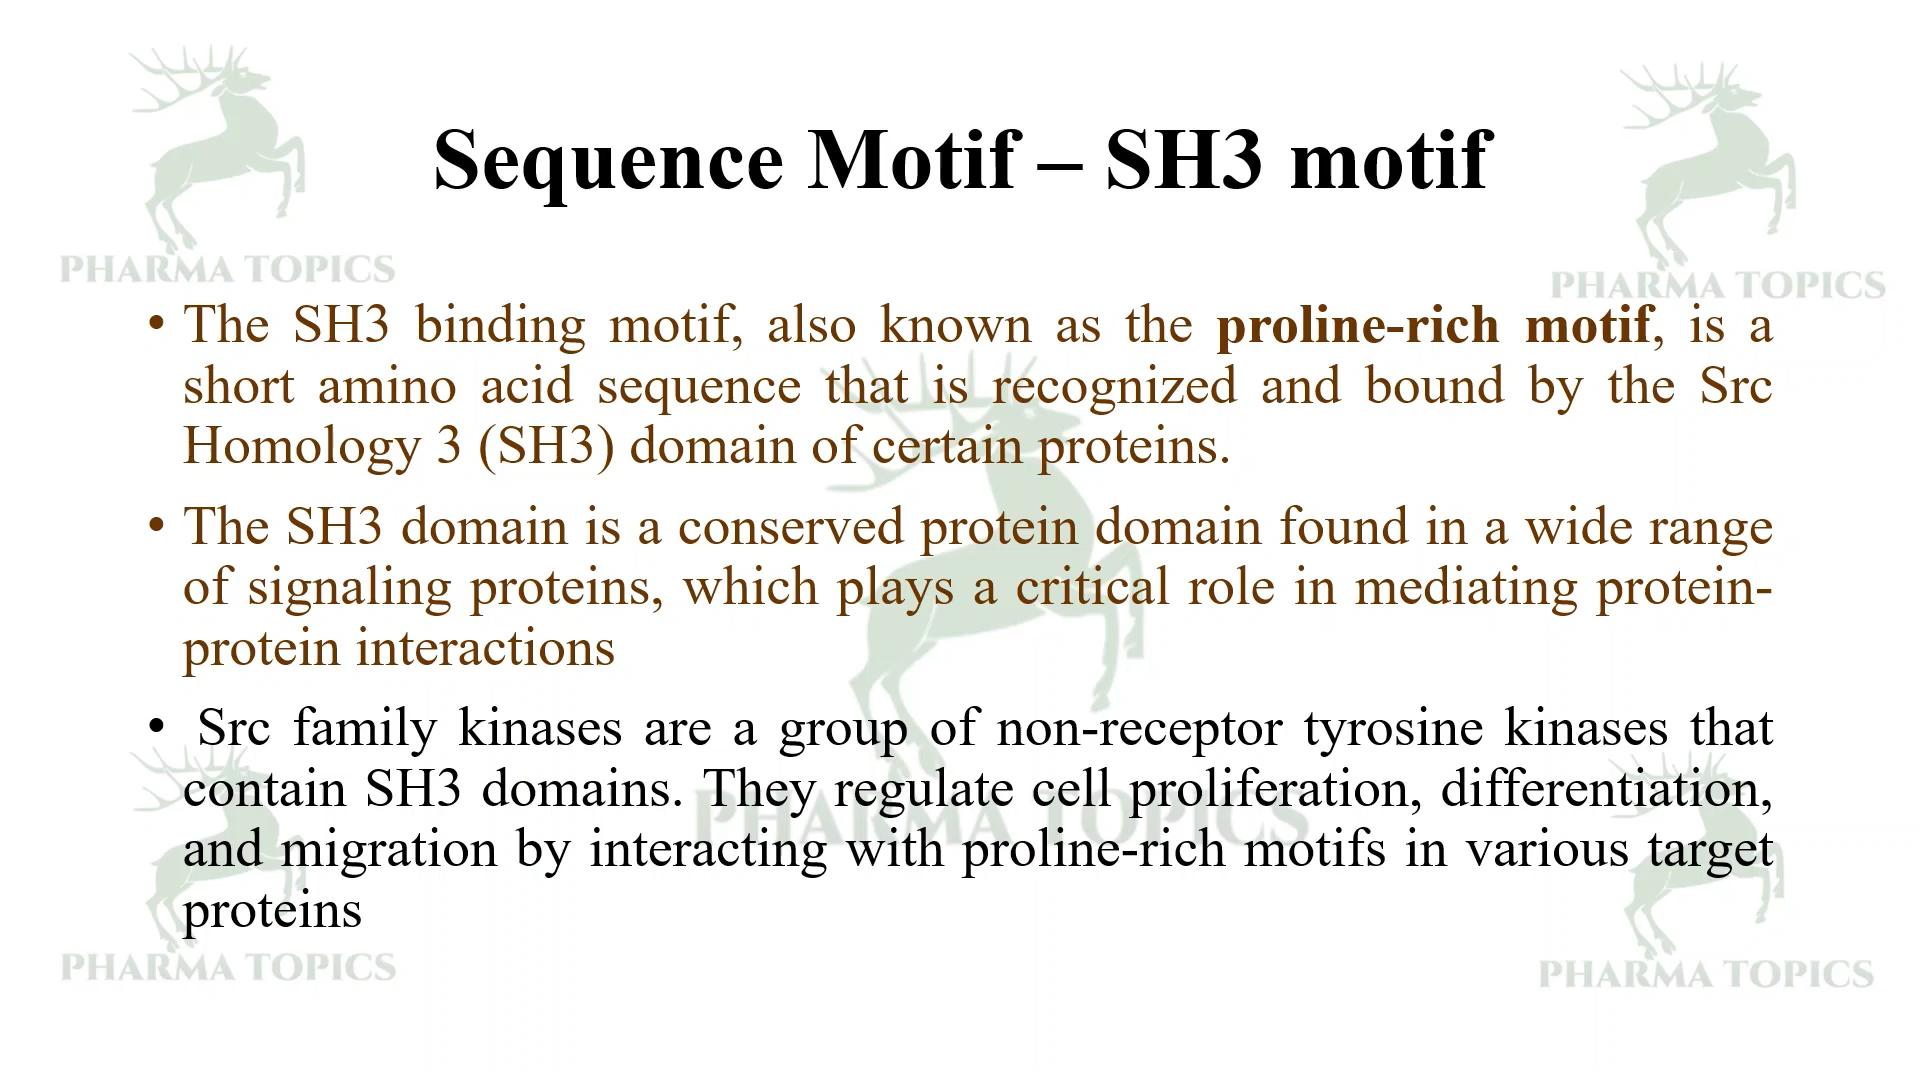 PHARMA TOPICS
PHARMA TOPICS
Sequence Motif – SH3 motif
• The SH3 binding motif, also known as the proline-rich motif, is a
short amino acid sequence that is recognized and bound by the Src
Homology 3 (SH3) domain of certain proteins.
• The SH3 domain is a conserved protein domain found in a wide range
of signaling proteins, which plays a critical role in mediating protein-
protein interactions
• Src family kinases are a group of non-receptor tyrosine kinases that
contain SH3 domains. They regulate cell proliferation, differentiation,
and migration by interacting with proline-rich motifs in various target
proteins
PHARMA TOPICS
PHARMA TOPICS
PHARMA TOPICS